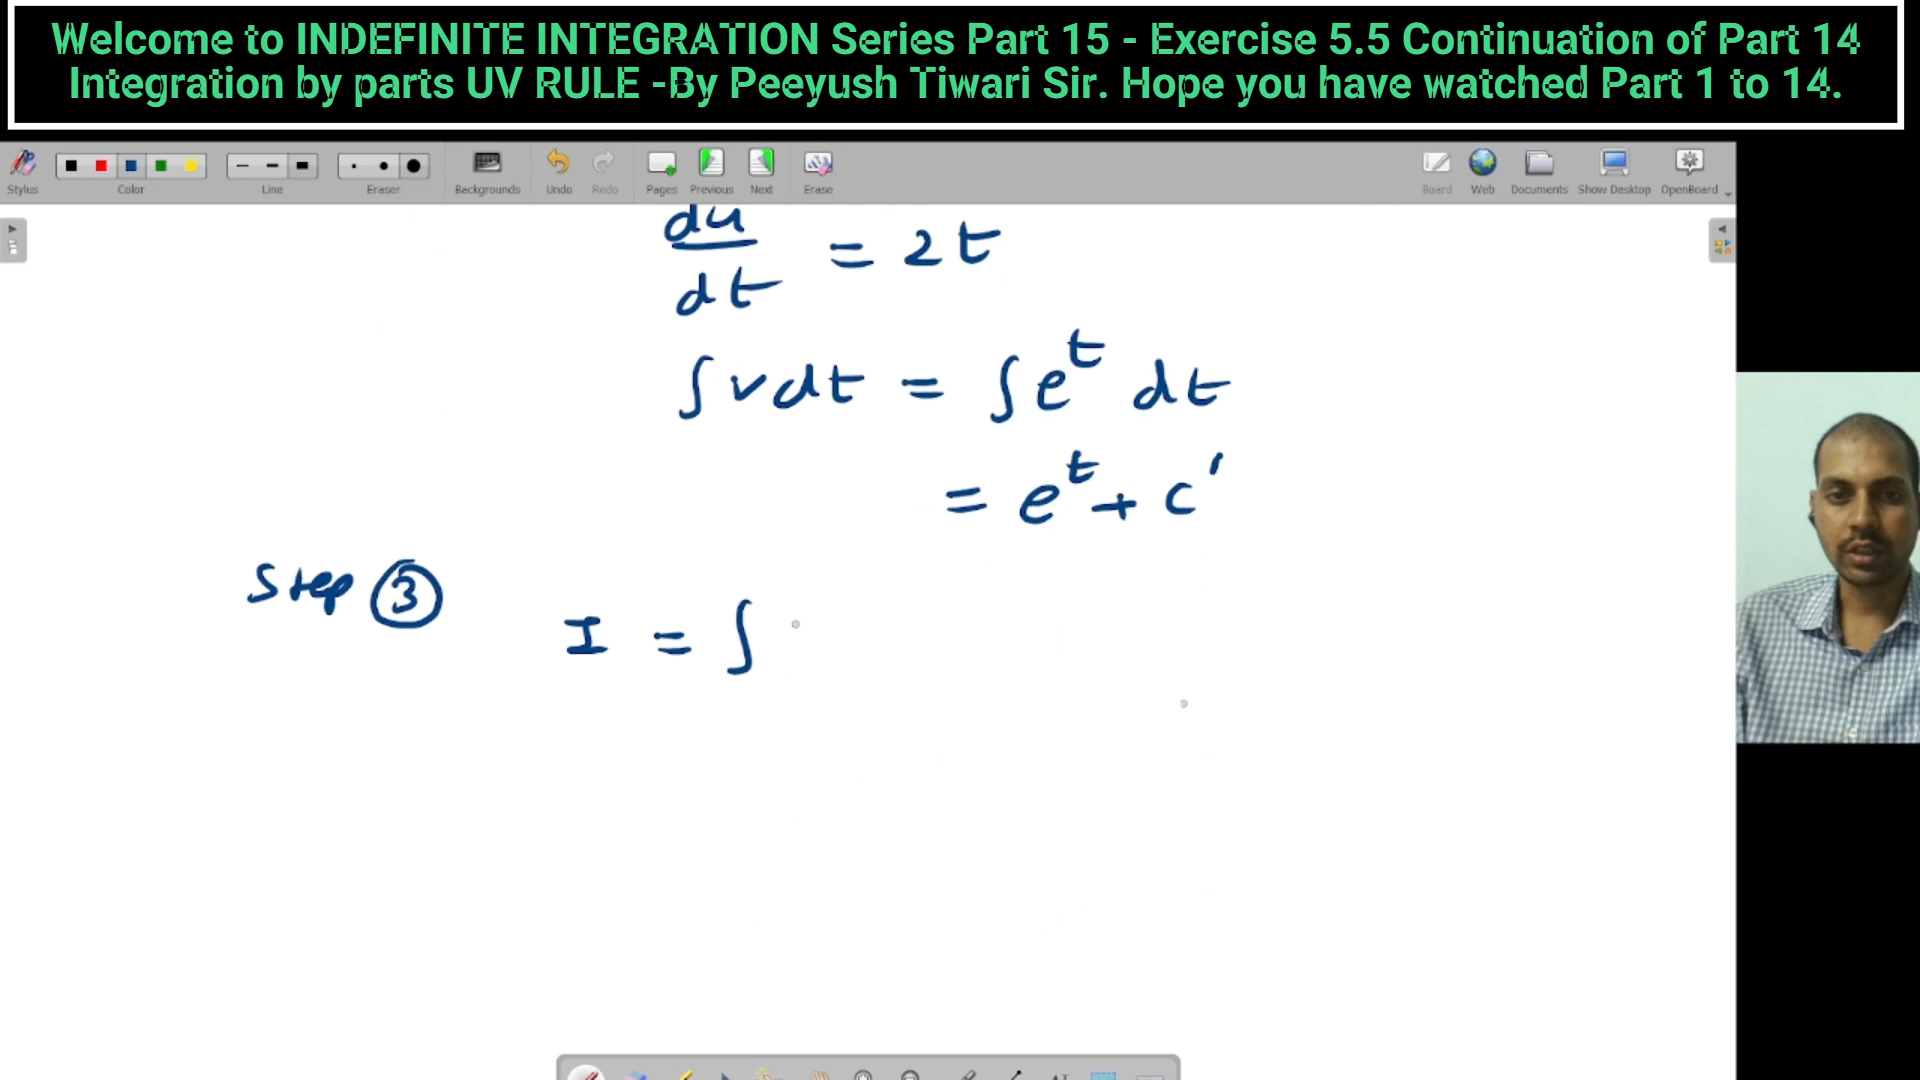 Welcome to INDEFINITE INTEGRATION Series Part 15 - Exercise 5.5 Continuation of Part 14
Integration by parts UV RULE -By Peeyush Tiwari Sir. Hope you have watched Part 1 to 14.
Stylus Color Line Eraser Backgrounds Undo Redo Pages Previous Next Erase Board Web Documents Show Desktop OpenBoard
du/dt = 2t
∫vdt = ∫e^t dt
= e^t + c'
Step ③
I = ∫